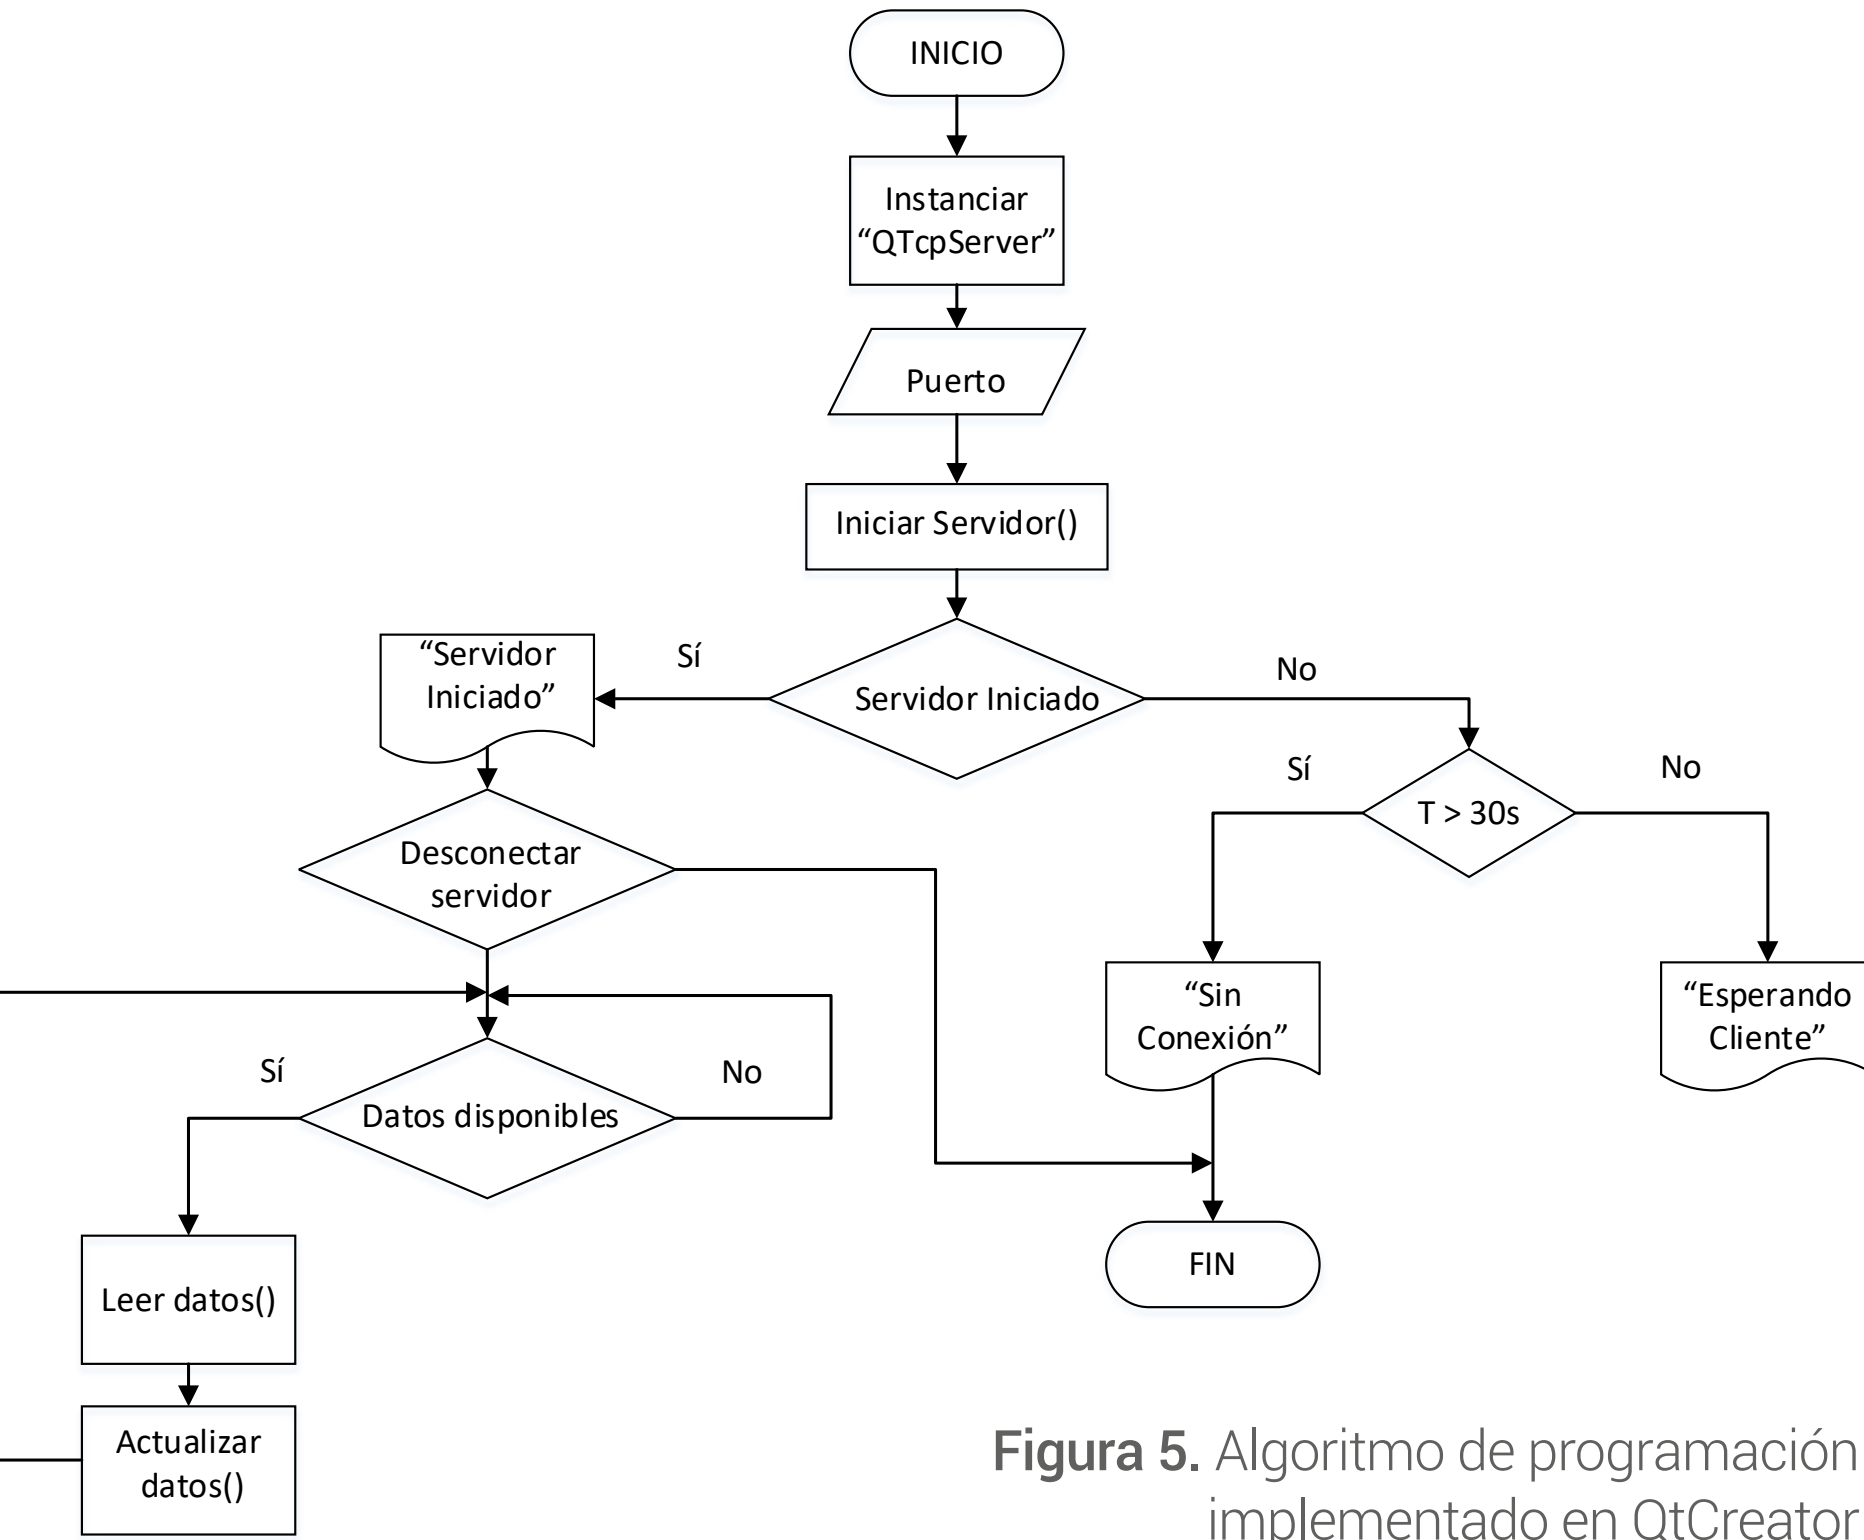 INICIO
Instanciar
“QTcpServer”
Puerto
Iniciar Servidor()
Servidor Iniciado
Sí
No
“Servidor
Iniciado”
T > 30s
Sí
No
Desconectar
servidor
“Sin
Conexión”
“Esperando
Cliente”
Datos disponibles
Sí
No
Leer datos()
FIN
Actualizar
datos()
Figura 5. Algoritmo de programación
implementado en QtCreator